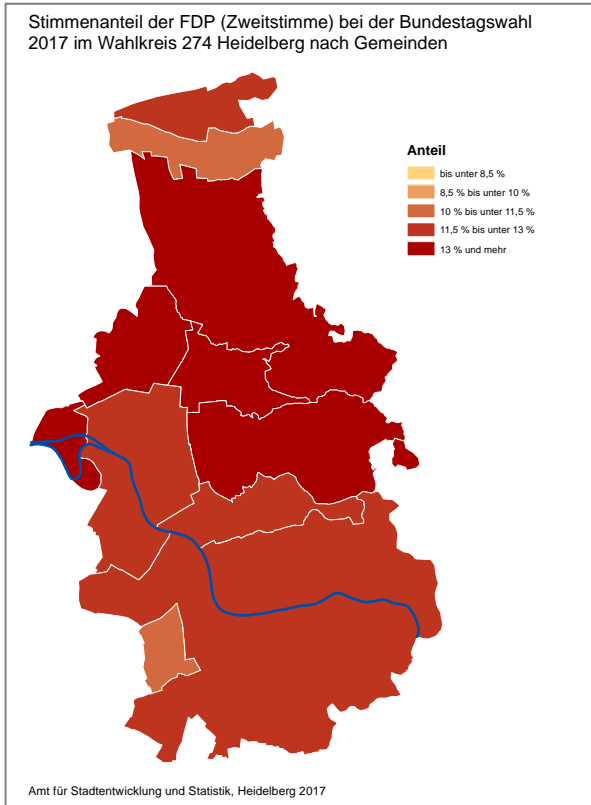 Stimmenanteil der FDP (Zweitstimme) bei der Bundestagswahl
2017 im Wahlkreis 274 Heidelberg nach Gemeinden
Anteil
bis unter 8,5 %
8,5 % bis unter 10 %
10 % bis unter 11,5 %
11,5 % bis unter 13 %
13 % und mehr
Amt für Stadtentwicklung und Statistik, Heidelberg 2017